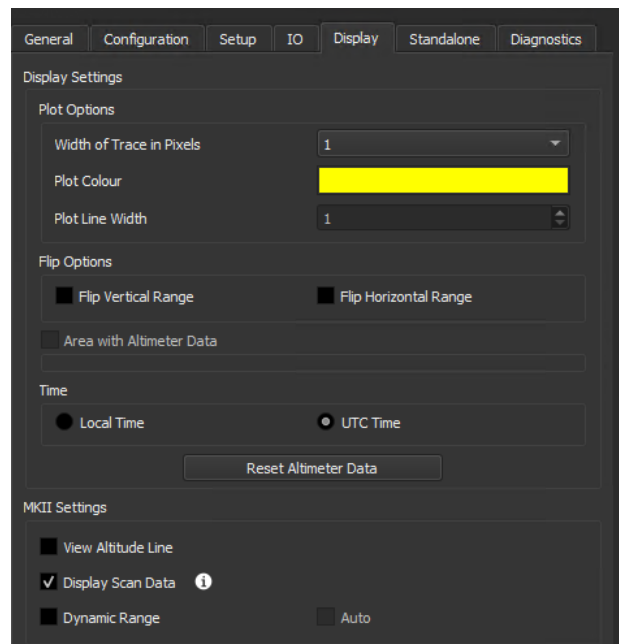 General Configuration Setup IO Display Standalone Diagnostics
Display Settings
Plot Options
Width of Trace in Pixels 1
Plot Colour
Plot Line Width 1
Flip Options
Flip Vertical Range Flip Horizontal Range
Area with Altimeter Data
Time
Local Time UTC Time
Reset Altimeter Data
MKII Settings
View Altitude Line
Display Scan Data i
Dynamic Range Auto